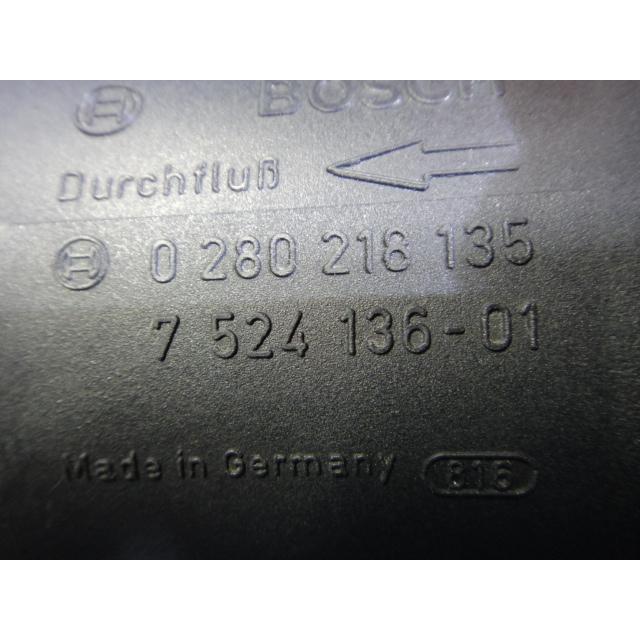 BOSCH
Durchfluß
0 280 218 135
7 524 136-01
Made in Germany 816